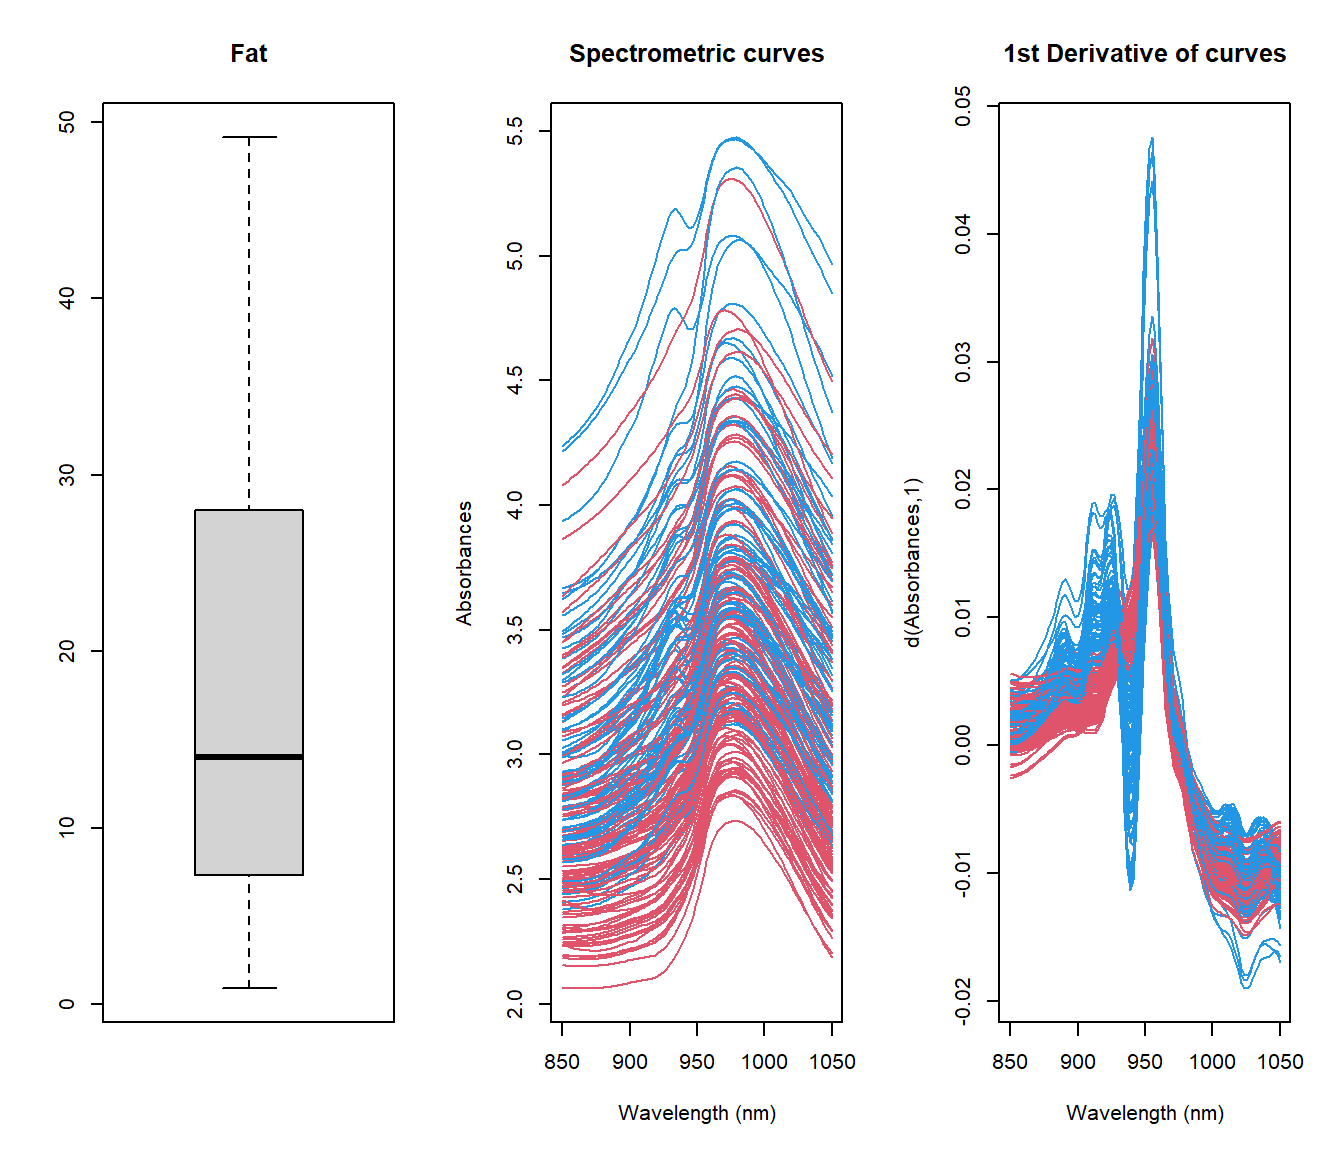 Fat
50
40
30
20
10
0
Spectrometric curves
Absorbances
5.5
5.0
4.5
4.0
3.5
3.0
2.5
2.0
850 900 950 1000 1050
Wavelength (nm)
1st Derivative of curves
d(Absorbances,1)
0.05
0.04
0.03
0.02
0.01
0.00
-0.01
-0.02
850 900 950 1000 1050
Wavelength (nm)